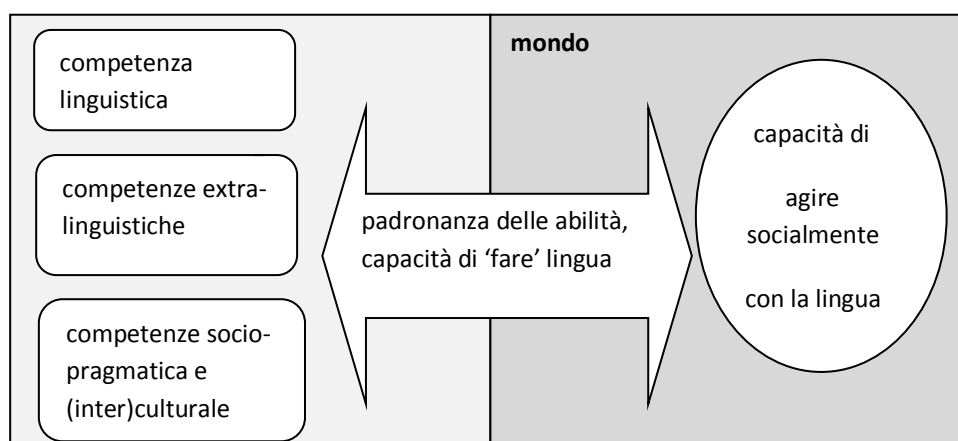 competenza
linguistica
competenze extra-
linguistiche
competenze socio-
pragmatica e
(inter)culturale
padronanza delle abilità,
capacità di ‘fare’ lingua
mondo
capacità di
agire
socialmente
con la lingua